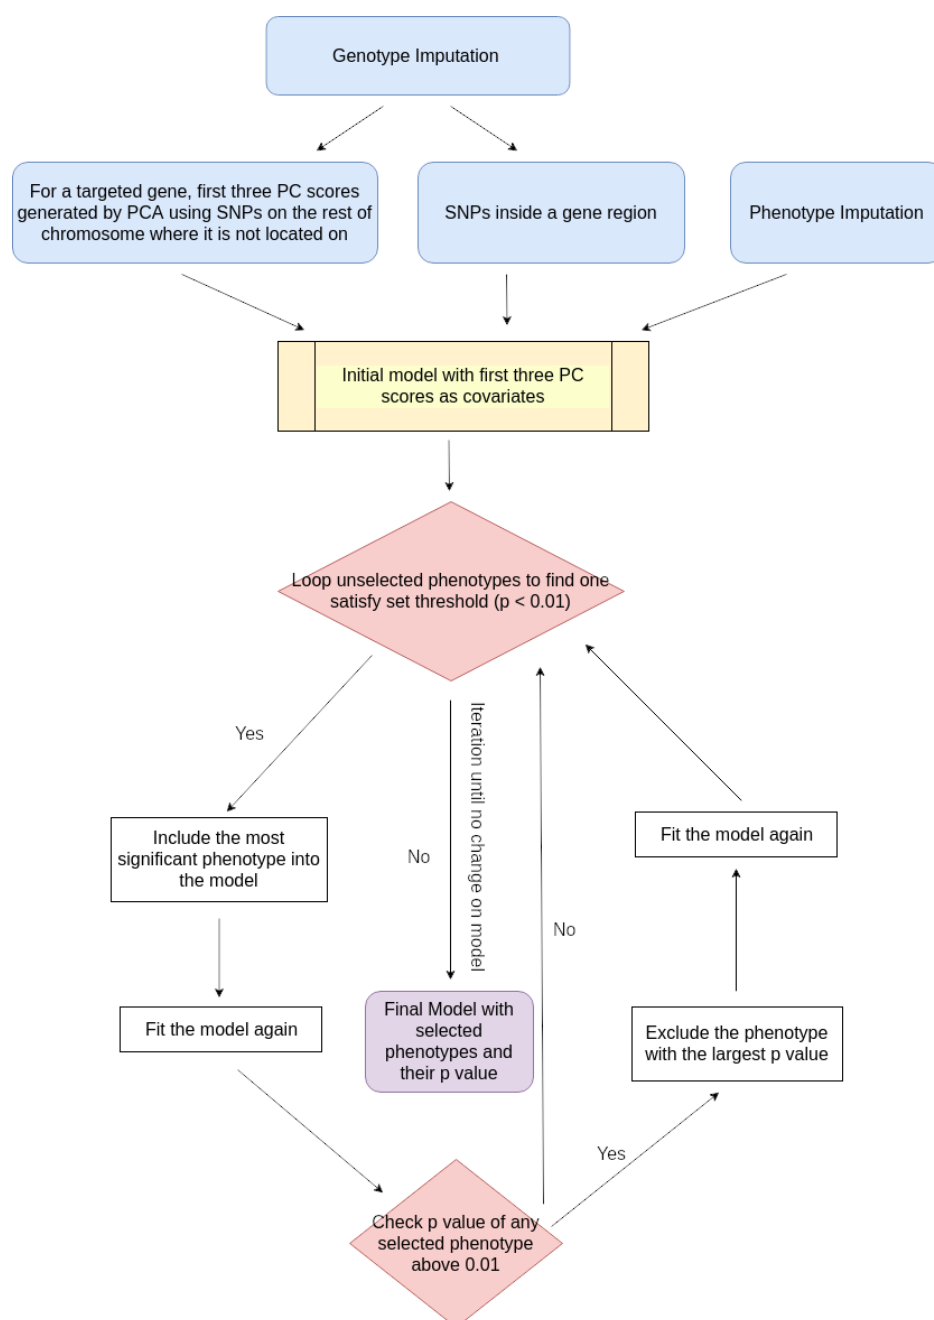 Genotype Imputation
For a targeted gene, first three PC scores
generated by PCA using SNPs on the rest of
chromosome where it is not located on
SNPs inside a gene region
Phenotype Imputation
Initial model with first three PC
scores as covariates
Loop unselected phenotypes to find one
satisfy set threshold (p < 0.01)
Yes
No
Iteration until no change on model
No
Include the most
significant phenotype into
the model
Fit the model again
Fit the model again
Final Model with
selected
phenotypes and
their p value
Exclude the phenotype
with the largest p value
Yes
Check p value of any
selected phenotype
above 0.01